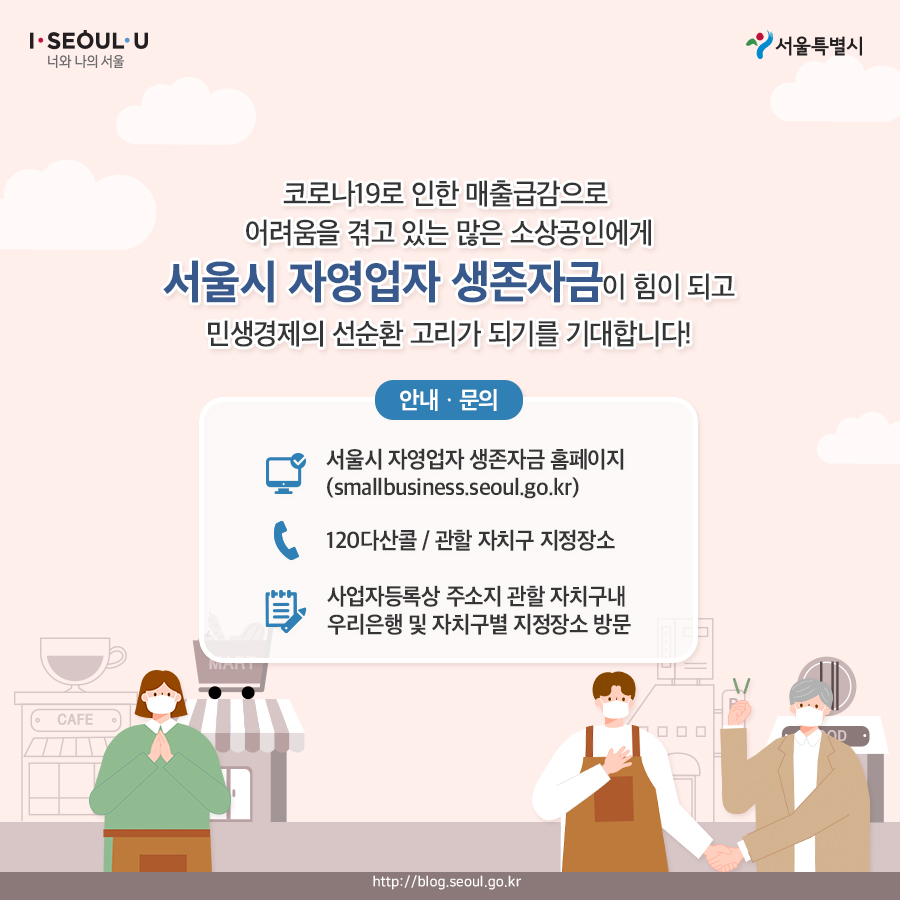 I·SEOUL·U
너와 나의 서울
서울특별시
코로나19로 인한 매출급감으로
어려움을 겪고 있는 많은 소상공인에게
서울시 자영업자 생존자금이 힘이 되고
민생경제의 선순환 고리가 되기를 기대합니다!
안내 · 문의
서울시 자영업자 생존자금 홈페이지
(smallbusiness.seoul.go.kr)
120다산콜 / 관할 자치구 지정장소
사업자등록상 주소지 관할 자치구내
우리은행 및 자치구별 지정장소 방문
MART
CAFE
http://blog.seoul.go.kr